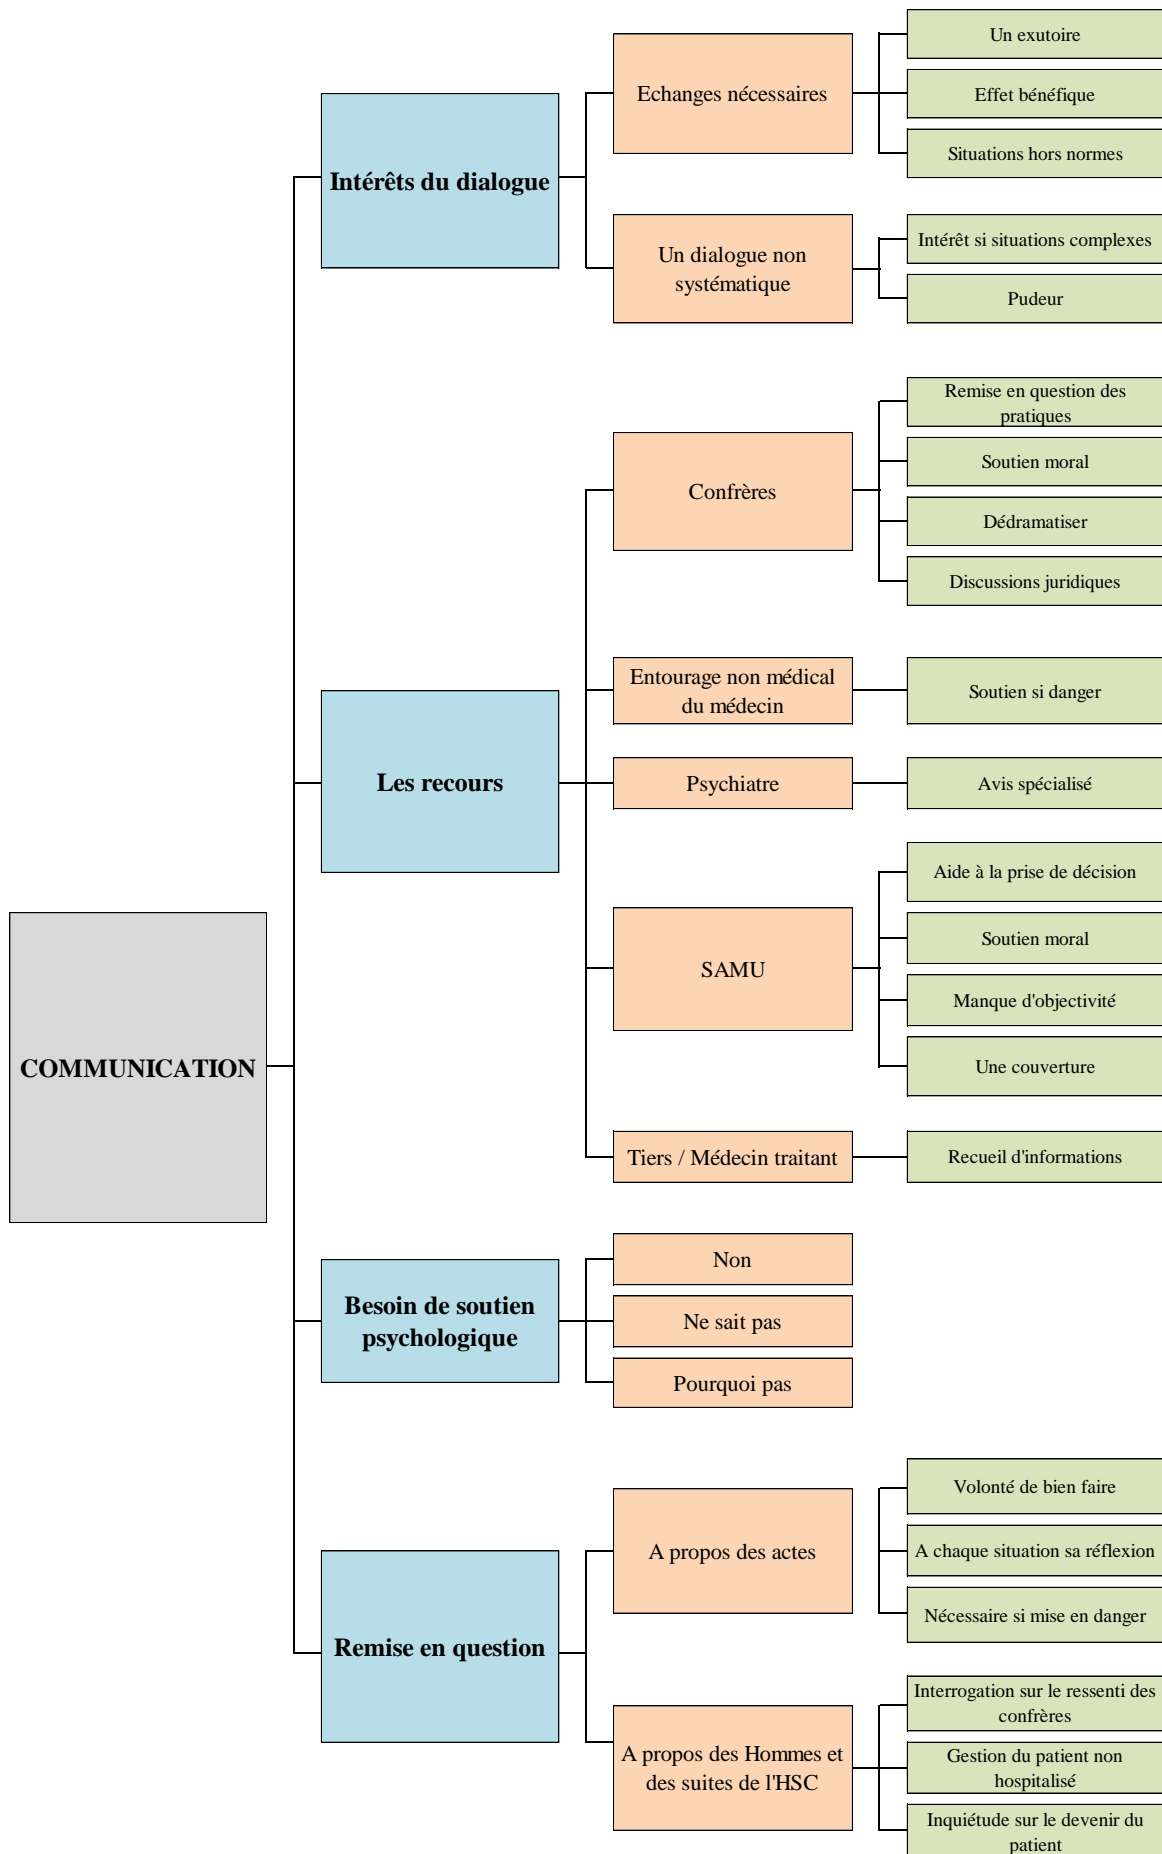 Un exutoire
Echanges nécessaires
Effet bénéfique
Situations hors normes
Intérêts du dialogue
Un dialogue non
systématique
Intérêt si situations complexes
Pudeur
Remise en question des
pratiques
Confrères
Soutien moral
Dédramatiser
Discussions juridiques
Entourage non médical
du médecin
Soutien si danger
Les recours
Psychiatre
Avis spécialisé
Aide à la prise de décision
SAMU
Soutien moral
Manque d'objectivité
Une couverture
COMMUNICATION
Tiers / Médecin traitant
Recueil d'informations
Besoin de soutien
psychologique
Non
Ne sait pas
Pourquoi pas
Remise en question
A propos des actes
Volonté de bien faire
A chaque situation sa réflexion
Nécessaire si mise en danger
A propos des Hommes et
des suites de l'HSC
Interrogation sur le ressenti des
confrères
Gestion du patient non
hospitalisé
Inquiétude sur le devenir du
patient